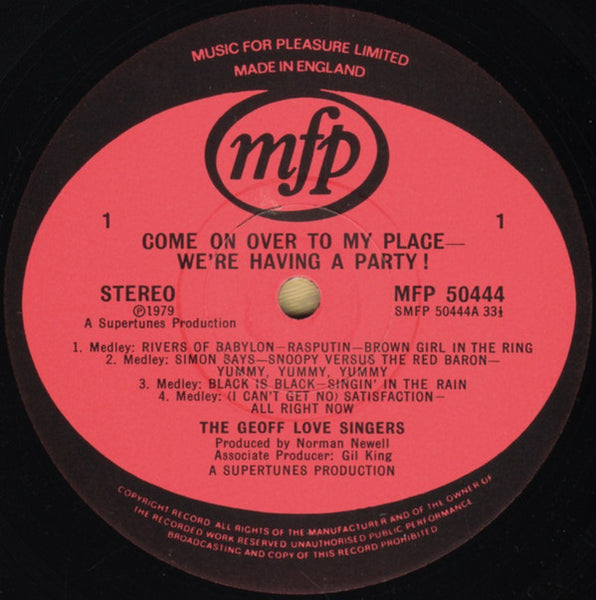 MUSIC FOR PLEASURE LIMITED
MADE IN ENGLAND
mfp
1
1
COME ON OVER TO MY PLACE—
WE'RE HAVING A PARTY!
STEREO
MFP 50444
℗1979
SMFP 50444A 33⅓
A Supertunes Production
1. Medley: RIVERS OF BABYLON—RASPUTIN—BROWN GIRL IN THE RING
2. Medley: SIMON SAYS—SNOOPY VERSUS THE RED BARON—
YUMMY, YUMMY, YUMMY
3. Medley: BLACK IS BLACK—SINGIN' IN THE RAIN
4. Medley: (I CAN'T GET NO) SATISFACTION—
ALL RIGHT NOW
THE GEOFF LOVE SINGERS
Produced by Norman Newell
Associate Producer: Gil King
A SUPERTUNES PRODUCTION
COPYRIGHT RECORD ALL RIGHTS OF THE MANUFACTURER AND OF THE OWNER OF
THE RECORDED WORK RESERVED UNAUTHORISED PUBLIC PERFORMANCE
BROADCASTING AND COPY OF THIS RECORD PROHIBITED